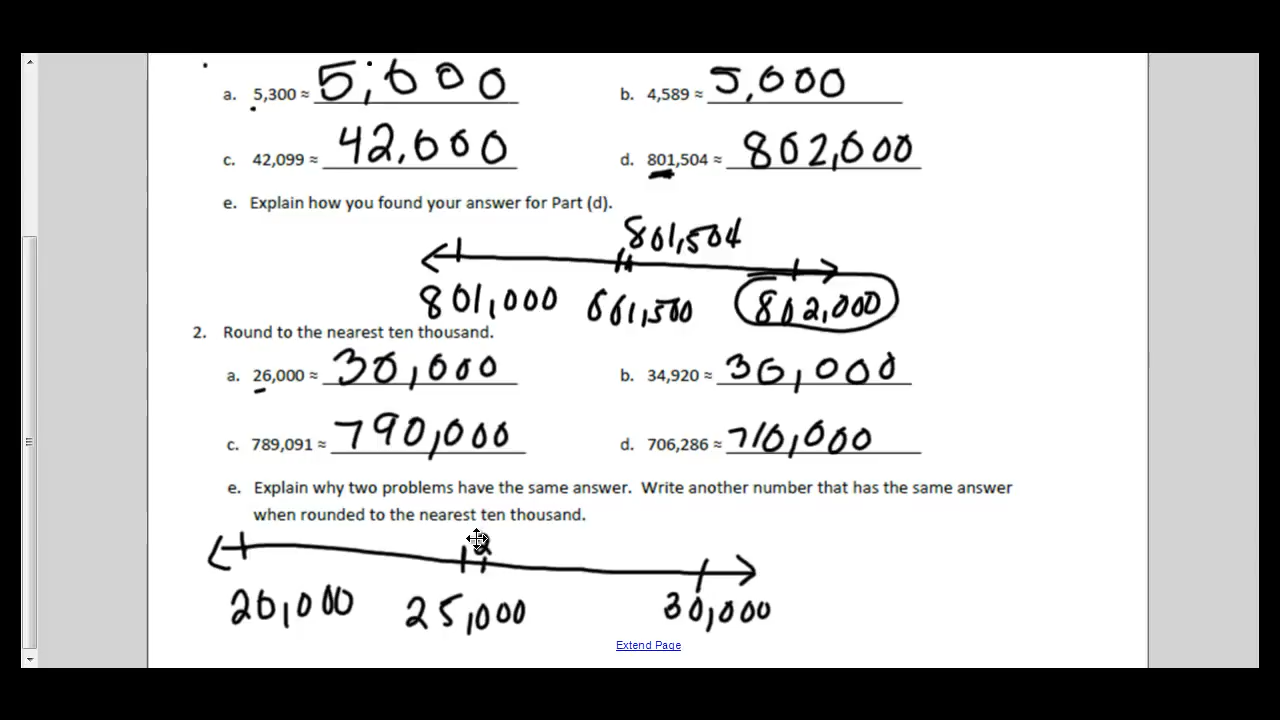 a. 5,300 ≈ 5,000 b. 4,589 ≈ 5,000
c. 42,099 ≈ 42,000 d. 801,504 ≈ 802,000
e. Explain how you found your answer for Part (d).
801,504
801,000 661,500 802,000
2. Round to the nearest ten thousand.
a. 26,000 ≈ 30,000 b. 34,920 ≈ 30,000
c. 789,091 ≈ 790,000 d. 706,286 ≈ 710,000
e. Explain why two problems have the same answer. Write another number that has the same answer
when rounded to the nearest ten thousand.
2
20,000 25,000 30,000
Extend Page